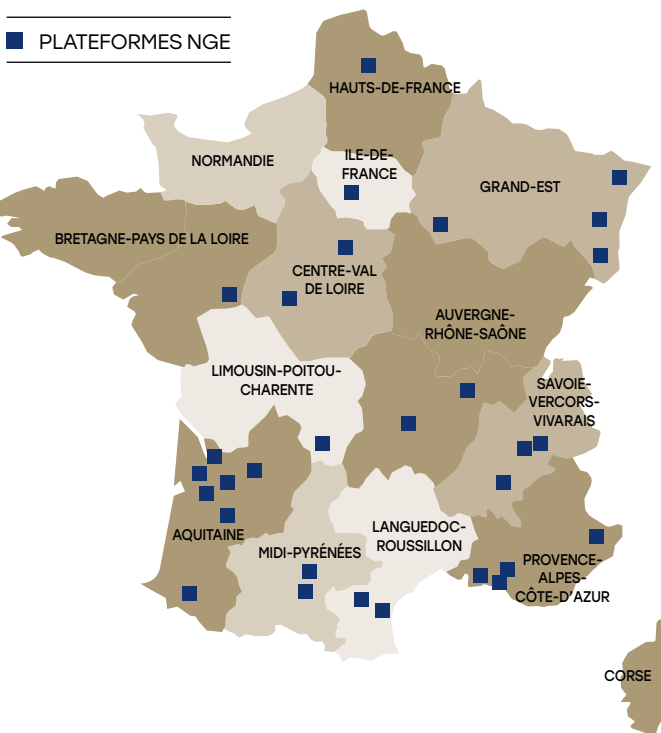 PLATEFORMES NGE
HAUTS-DE-FRANCE
NORMANDIE
ILE-DE-
FRANCE
GRAND-EST
BRETAGNE-PAYS DE LA LOIRE
CENTRE-VAL
DE LOIRE
AUVERGNE-
RHÔNE-SAÔNE
LIMOUSIN-POITOU-
CHARENTE
SAVOIE-
VERCORS-
VIVARAIS
AQUITAINE
MIDI-PYRÉNÉES
LANGUEDOC-
ROUSSILLON
PROVENCE-
ALPES-
CÔTE-D’AZUR
CORSE